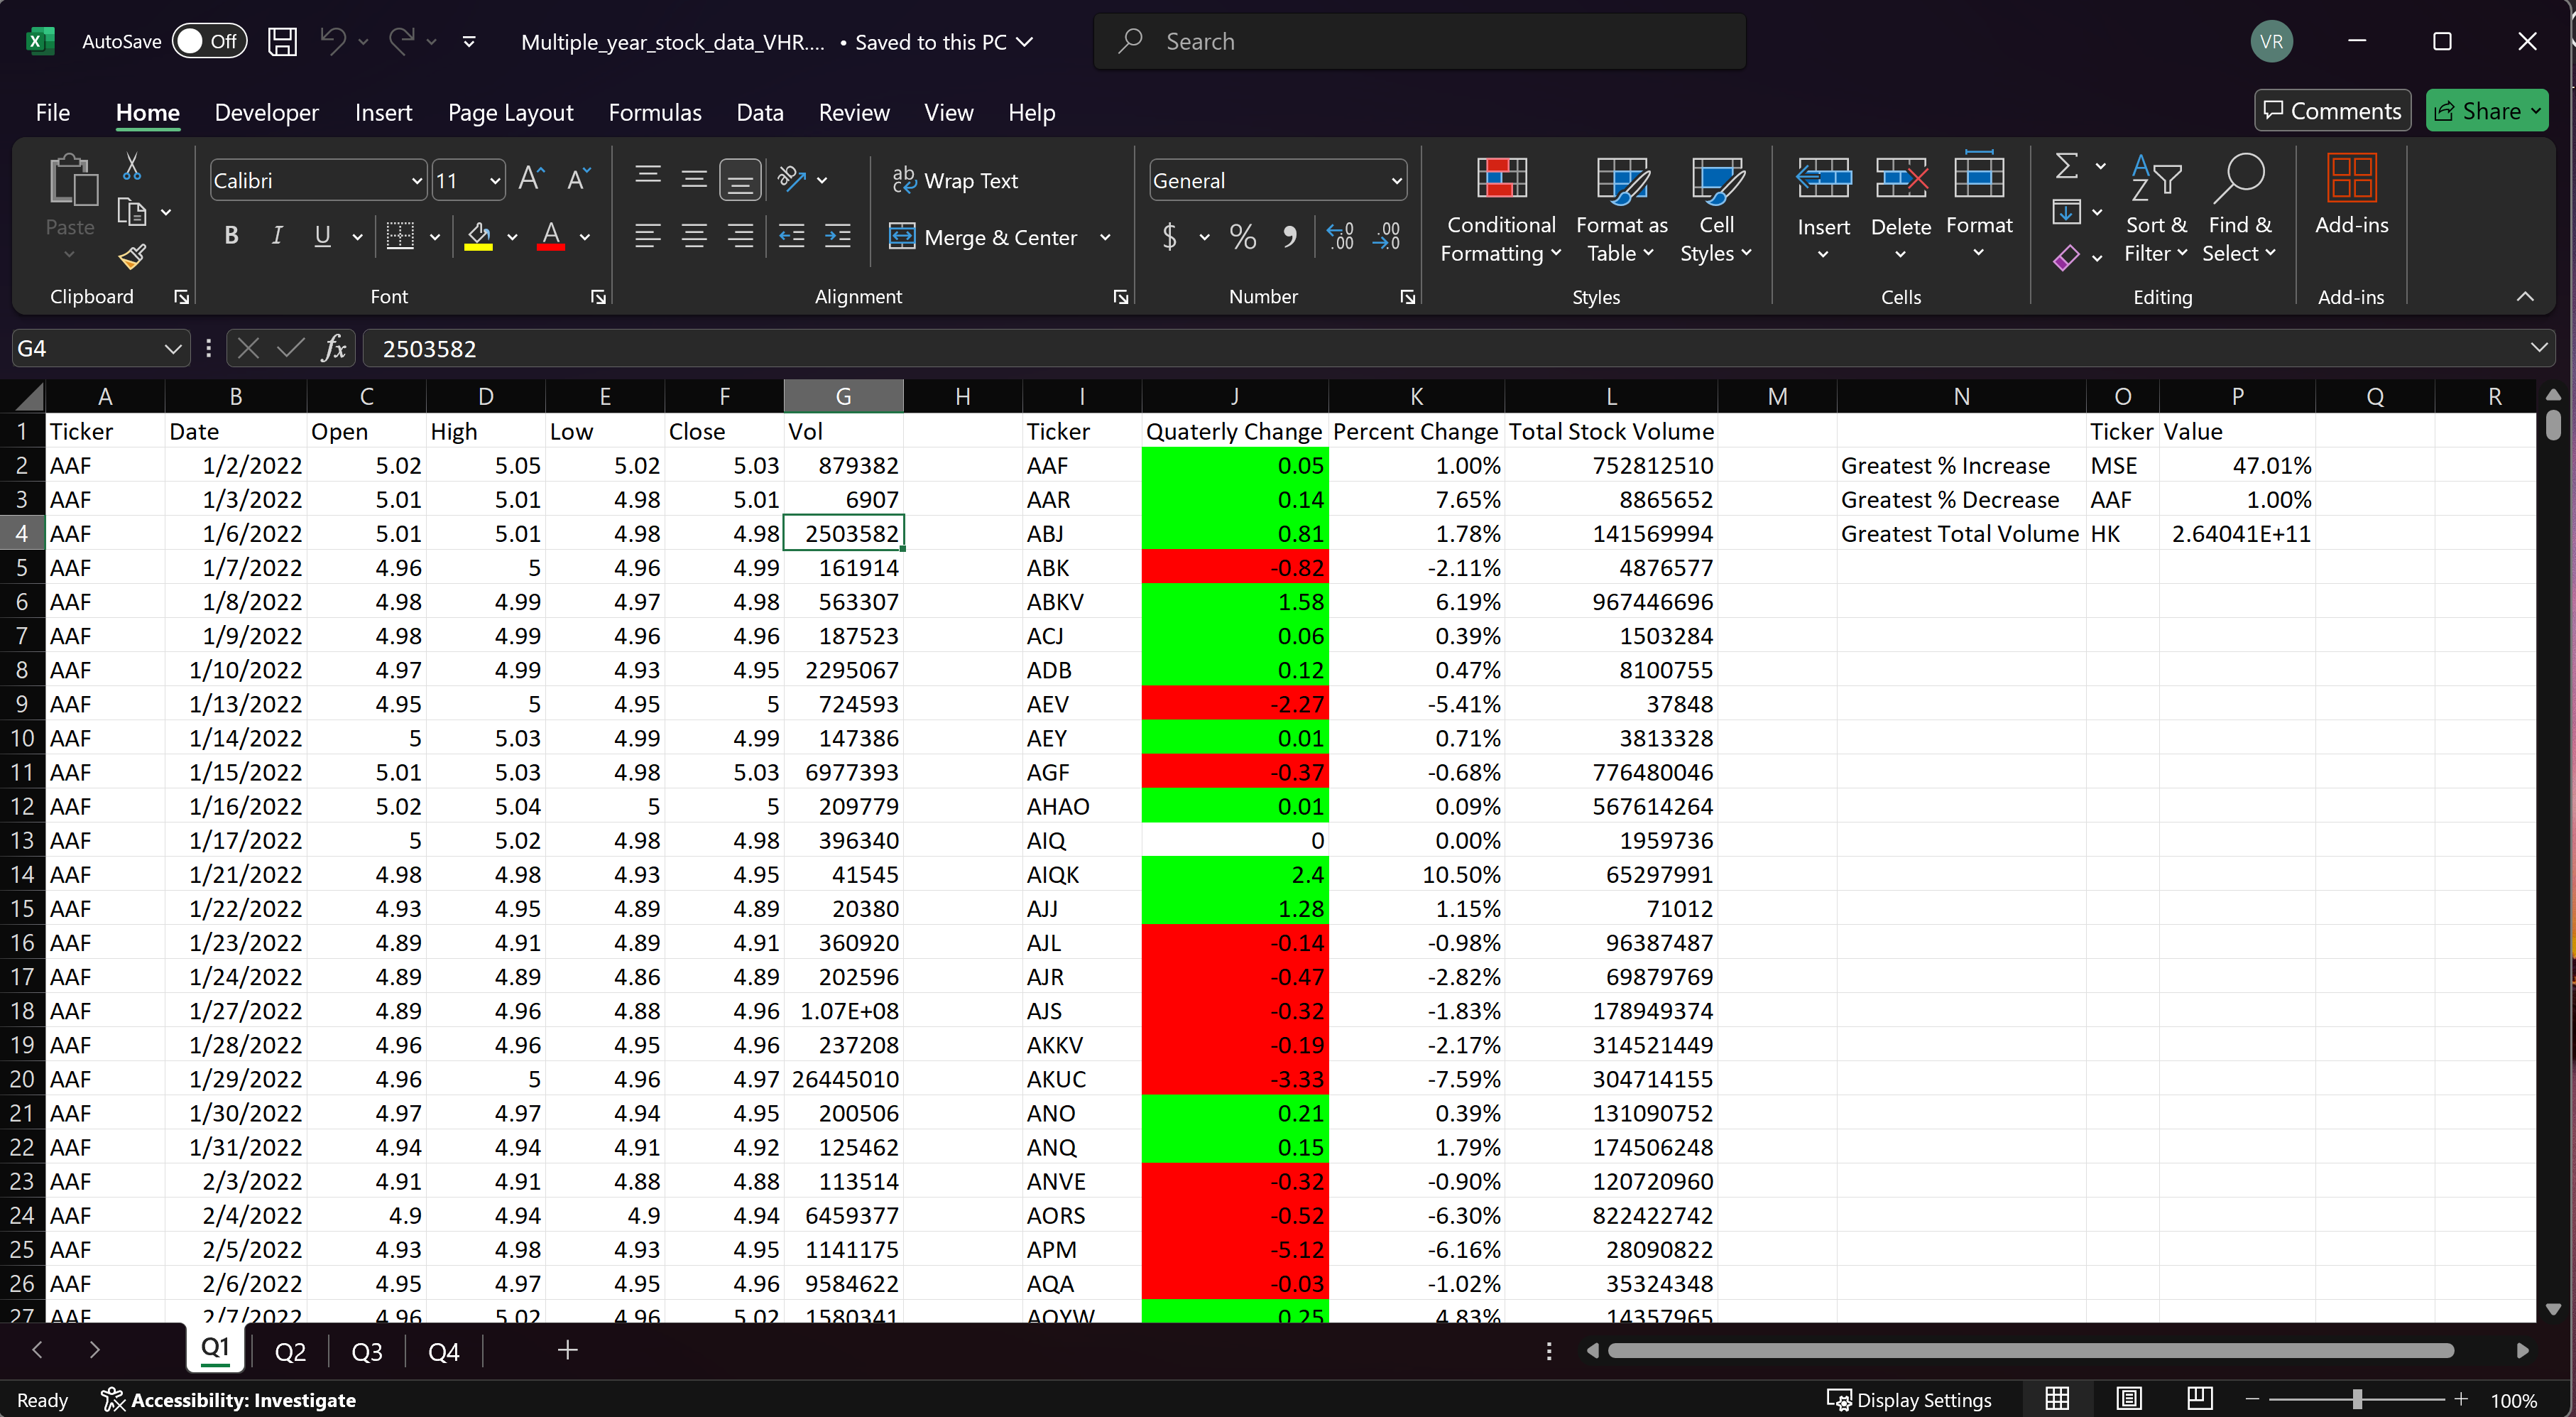 AutoSave Off Multiple_year_stock_data_VHR.... • Saved to this PC Search VR
File Home Developer Insert Page Layout Formulas Data Review View Help Comments Share
Paste Calibri 11 Wrap Text General Conditional Formatting Format as Table Cell Styles Insert Delete Format Sort & Filter Find & Select Add-ins
B I U Merge & Center $ % 9
Clipboard Font Alignment Number Styles Cells Editing Add-ins
G4 fx 2503582
A B C D E F G H I J K L M N O P Q R
1 Ticker Date Open High Low Close Vol Ticker Quaterly Change Percent Change Total Stock Volume Ticker Value
2 AAF 1/2/2022 5.02 5.05 5.02 5.03 879382 AAF 0.05 1.00% 752812510 Greatest % Increase MSE 47.01%
3 AAF 1/3/2022 5.01 5.01 4.98 5.01 6907 AAR 0.14 7.65% 8865652 Greatest % Decrease AAF 1.00%
4 AAF 1/6/2022 5.01 5.01 4.98 4.98 2503582 ABJ 0.81 1.78% 141569994 Greatest Total Volume HK 2.64041E+11
5 AAF 1/7/2022 4.96 5 4.96 4.99 161914 ABK -0.82 -2.11% 4876577
6 AAF 1/8/2022 4.98 4.99 4.97 4.98 563307 ABKV 1.58 6.19% 967446696
7 AAF 1/9/2022 4.98 4.99 4.96 4.96 187523 ACJ 0.06 0.39% 1503284
8 AAF 1/10/2022 4.97 4.99 4.93 4.95 2295067 ADB 0.12 0.47% 8100755
9 AAF 1/13/2022 4.95 5 4.95 5 724593 AEV -2.27 -5.41% 37848
10 AAF 1/14/2022 5 5.03 4.99 4.99 147386 AEY 0.01 0.71% 3813328
11 AAF 1/15/2022 5.01 5.03 4.98 5.03 6977393 AGF -0.37 -0.68% 776480046
12 AAF 1/16/2022 5.02 5.04 5 5 209779 AHAO 0.01 0.09% 567614264
13 AAF 1/17/2022 5 5.02 4.98 4.98 396340 AIQ 0 0.00% 1959736
14 AAF 1/21/2022 4.98 4.98 4.93 4.95 41545 AIQK 2.4 10.50% 65297991
15 AAF 1/22/2022 4.93 4.95 4.89 4.89 20380 AJJ 1.28 1.15% 71012
16 AAF 1/23/2022 4.89 4.91 4.89 4.91 360920 AJL -0.14 -0.98% 96387487
17 AAF 1/24/2022 4.89 4.89 4.86 4.89 202596 AJR -0.47 -2.82% 69879769
18 AAF 1/27/2022 4.89 4.96 4.88 4.96 1.07E+08 AJS -0.32 -1.83% 178949374
19 AAF 1/28/2022 4.96 4.96 4.95 4.96 237208 AKKV -0.19 -2.17% 314521449
20 AAF 1/29/2022 4.96 5 4.96 4.97 26445010 AKUC -3.33 -7.59% 304714155
21 AAF 1/30/2022 4.97 4.97 4.94 4.95 200506 ANO 0.21 0.39% 131090752
22 AAF 1/31/2022 4.94 4.94 4.91 4.92 125462 ANQ 0.15 1.79% 174506248
23 AAF 2/3/2022 4.91 4.91 4.88 4.88 113514 ANVE -0.32 -0.90% 120720960
24 AAF 2/4/2022 4.9 4.94 4.9 4.94 6459377 AORS -0.52 -6.30% 822422742
25 AAF 2/5/2022 4.93 4.98 4.93 4.95 1141175 APM -5.12 -6.16% 28090822
26 AAF 2/6/2022 4.95 4.97 4.95 4.96 9584622 AQA -0.03 -1.02% 35324348
27 AAF 2/7/2022 4.96 5.02 4.96 5.02 1580341 AQYW 0.25 4.83% 14357965
Q1 Q2 Q3 Q4
Ready Accessibility: Investigate Display Settings 100%